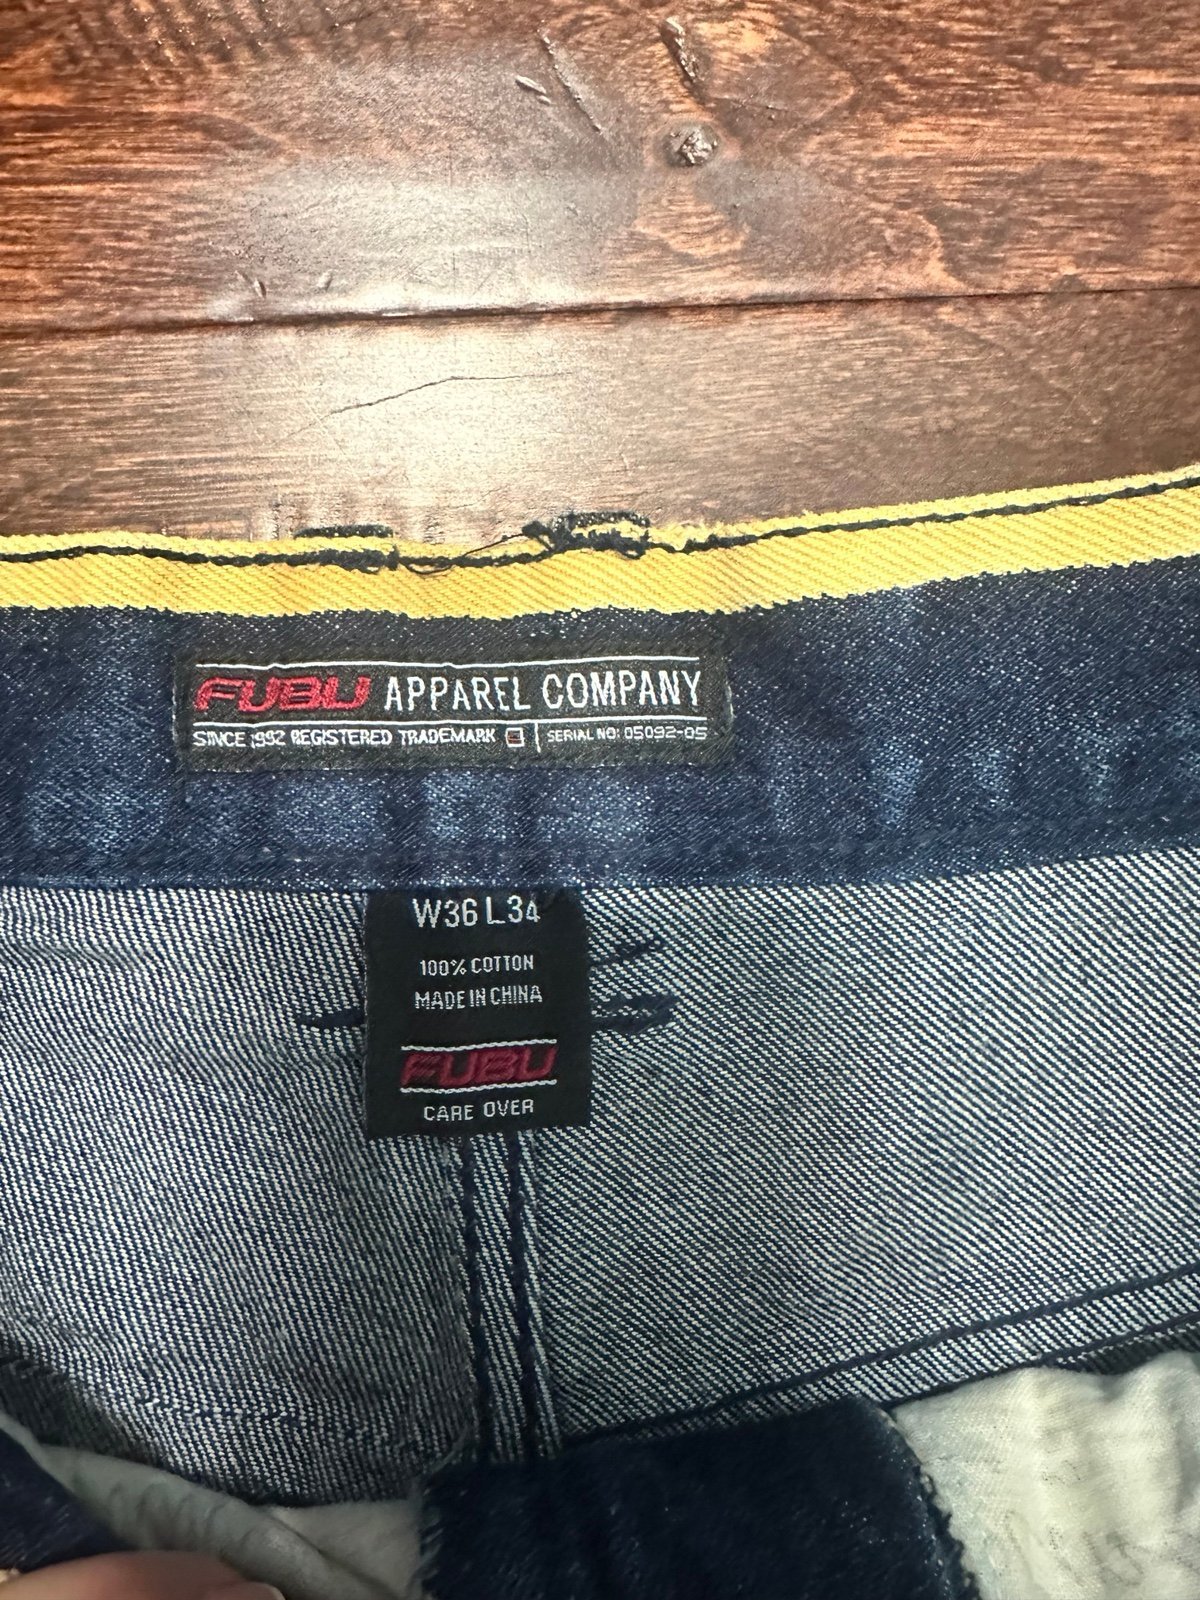 FUBU APPAREL COMPANY
SINCE 1992 REGISTERED TRADEMARK | SERIAL NO: 05092-05
W36 L34
100% COTTON
MADE IN CHINA
FUBU
CARE OVER